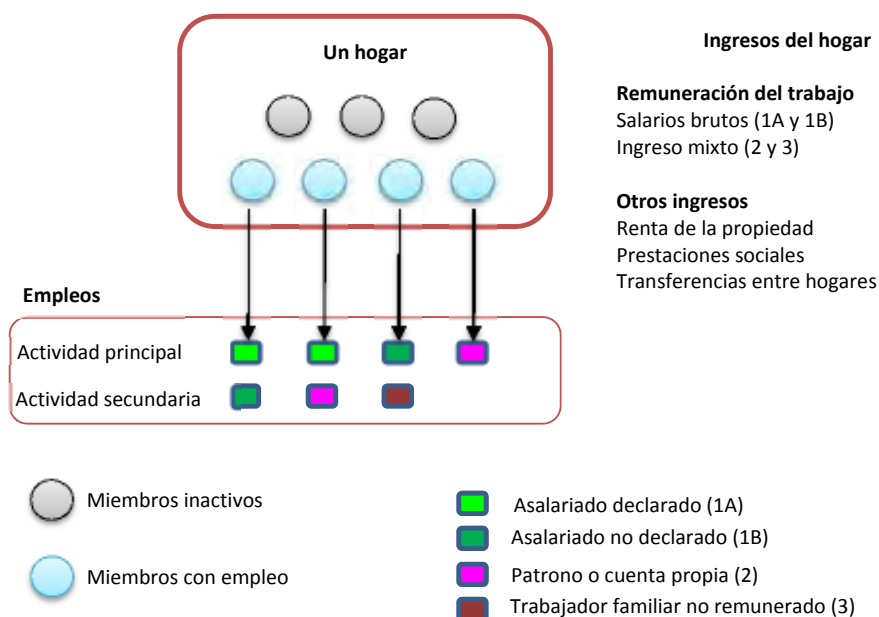 Un hogar
Ingresos del hogar
Remuneración del trabajo
Salarios brutos (1A y 1B)
Ingreso mixto (2 y 3)
Otros ingresos
Renta de la propiedad
Prestaciones sociales
Transferencias entre hogares
Empleos
Actividad principal
Actividad secundaria
Miembros inactivos
Miembros con empleo
Asalariado declarado (1A)
Asalariado no declarado (1B)
Patrono o cuenta propia (2)
Trabajador familiar no remunerado (3)